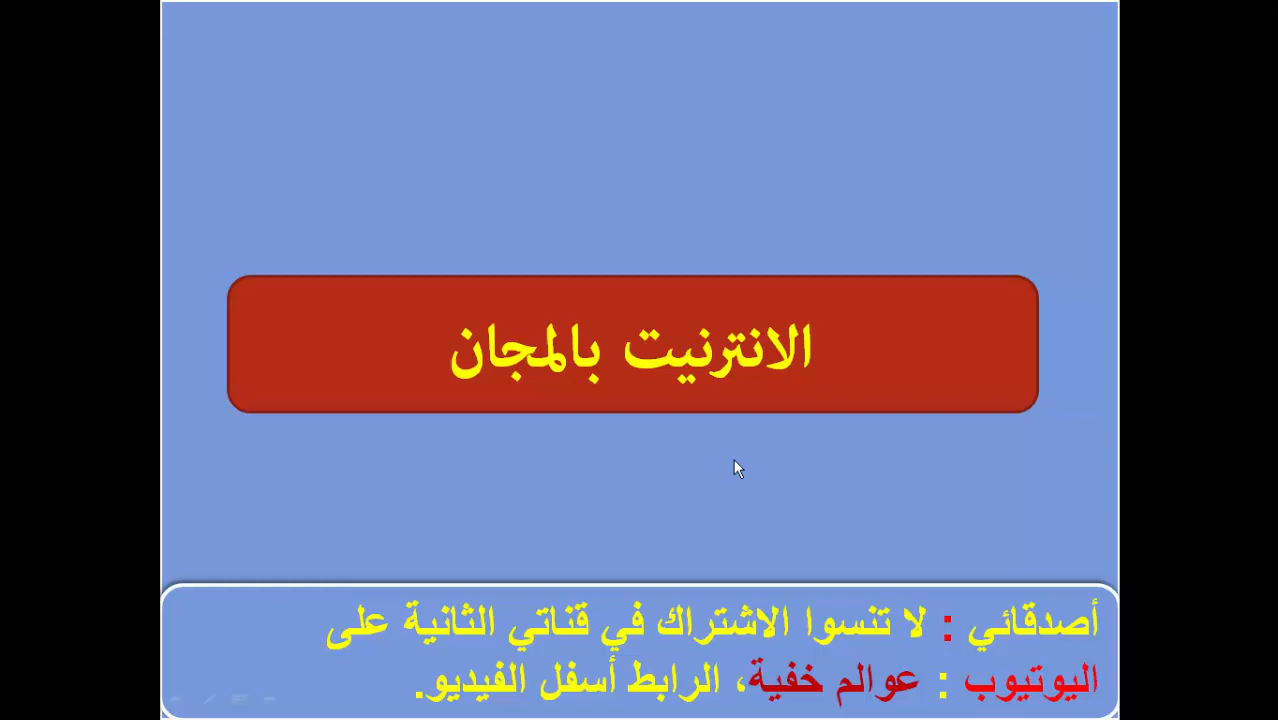 الانترنيت بالمجان
أصدقائي : لا تنسوا الاشتراك في قناتي الثانية على
اليوتيوب : عوالم خفية، الرابط أسفل الفيديو.